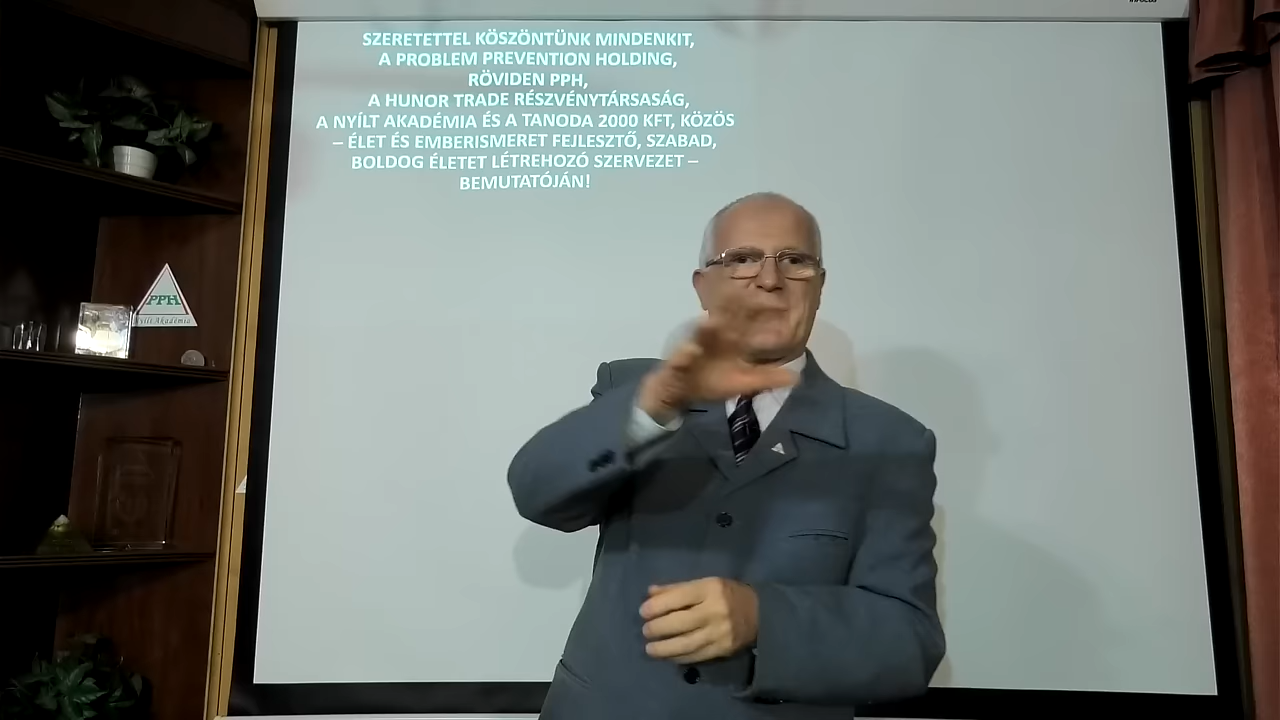 SZERETETTEL KÖSZÖNTÜNK MINDENKIT,
A PROBLEM PREVENTION HOLDING,
RÖVIDEN PPH,
A HUNOR TRADE RÉSZVÉNYTÁRSASÁG,
A NYÍLT AKADÉMIA ÉS A TANODA 2000 KFT, KÖZÖS
– ÉLET ÉS EMBERISMERET FEJLESZTŐ, SZABAD,
BOLDOG ÉLETET LÉTREHOZÓ SZERVEZET –
BEMUTATÓJÁN!
PPH
Nyílt Akadémia